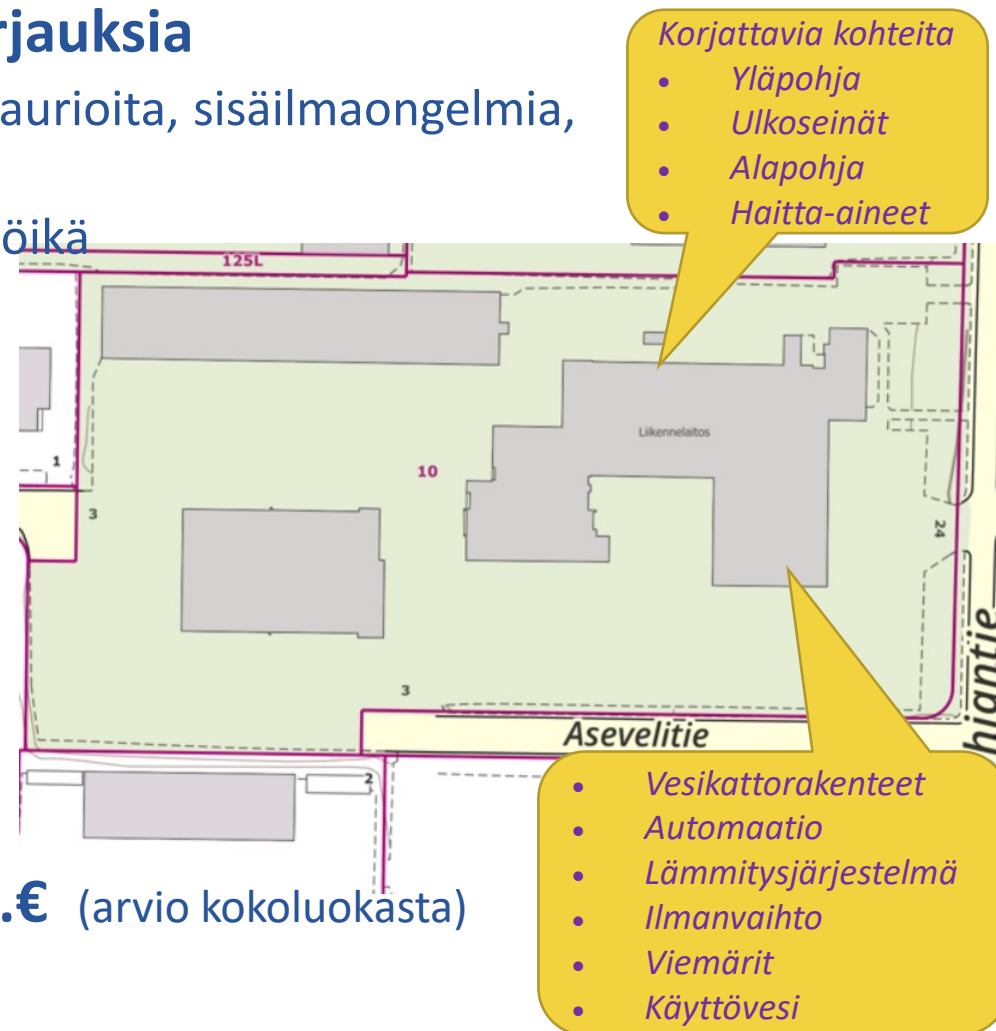 rjauksia
aurioita, sisäilmaongelmia,
öikä
Korjattavia kohteita
• Yläpohja
• Ulkoseinät
• Alapohja
• Haitta-aineet
125L
Liikennelaitos
1
10
3
24
3
hjantie
Asevelitie
2
• Vesikattorakenteet
• Automaatio
• Lämmitysjärjestelmä
• Ilmanvaihto
• Viemärit
• Käyttövesi
.€ (arvio kokoluokasta)